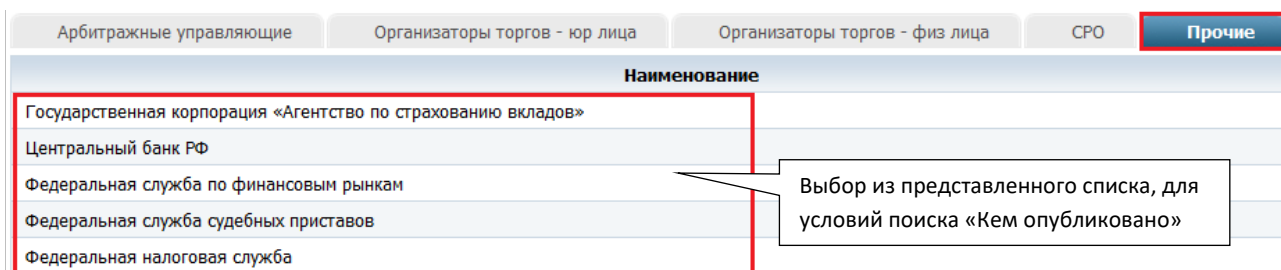 Арбитражные управляющие Организаторы торгов - юр лица Организаторы торгов - физ лица СРО Прочие
Наименование
Государственная корпорация «Агентство по страхованию вкладов»
Центральный банк РФ
Федеральная служба по финансовым рынкам
Федеральная служба судебных приставов
Федеральная налоговая служба
Выбор из представленного списка, для
условий поиска «Кем опубликовано»